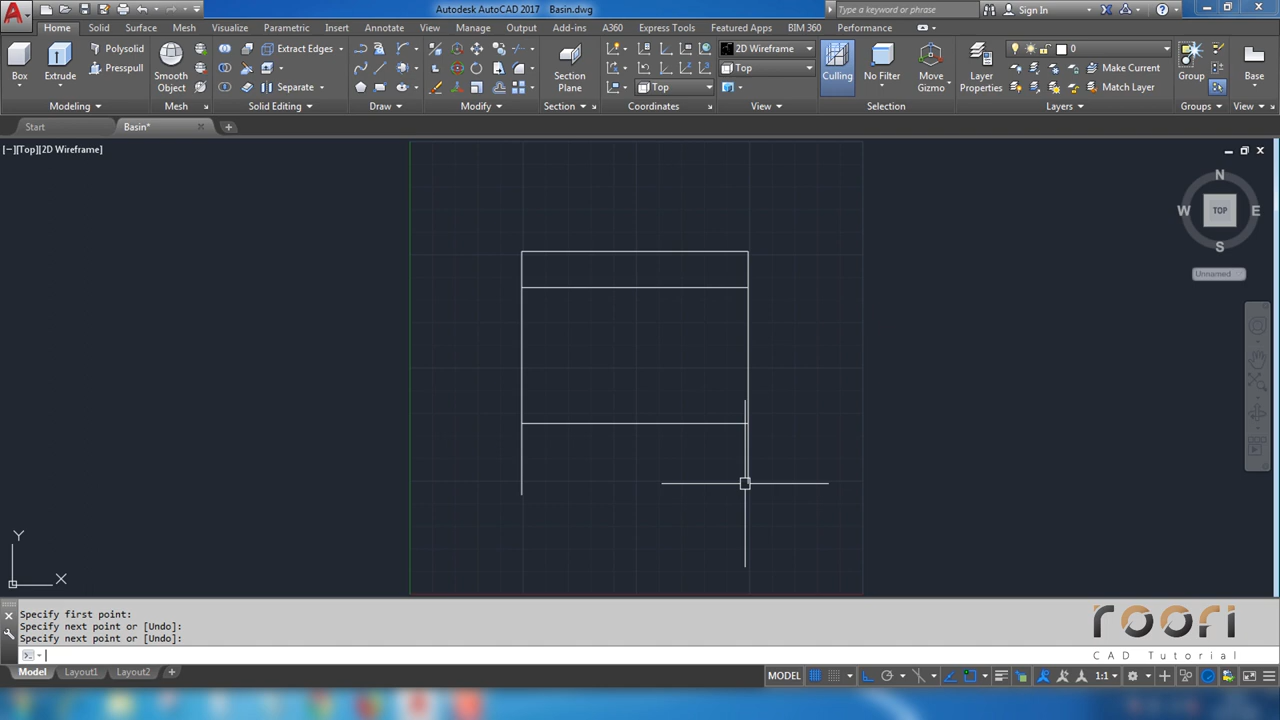 Autodesk AutoCAD 2017 Basin.dwg
Type a keyword or phrase
Sign In
Home Solid Surface Mesh Visualize Parametric Insert Annotate View Manage Output Add-ins A360 Express Tools Featured Apps BIM 360 Performance
Box
Extrude
Polysolid
Presspull
Modeling
Smooth
Object
Mesh
Extract Edges
Separate
Solid Editing
Draw
Modify
Section
Plane
Section
Top
Coordinates
2D Wireframe
Top
View
Culling
No Filter
Move
Gizmo
Selection
Layer
Properties
0
Make Current
Match Layer
Layers
Group
Groups
Base
View
Start
Basin*
[−][Top][2D Wireframe]
N
W TOP E
S
Unnamed
Y
X
Specify first point:
Specify next point or [Undo]:
Specify next point or [Undo]:
roori
CAD Tutorial
Model Layout1 Layout2
MODEL
1:1